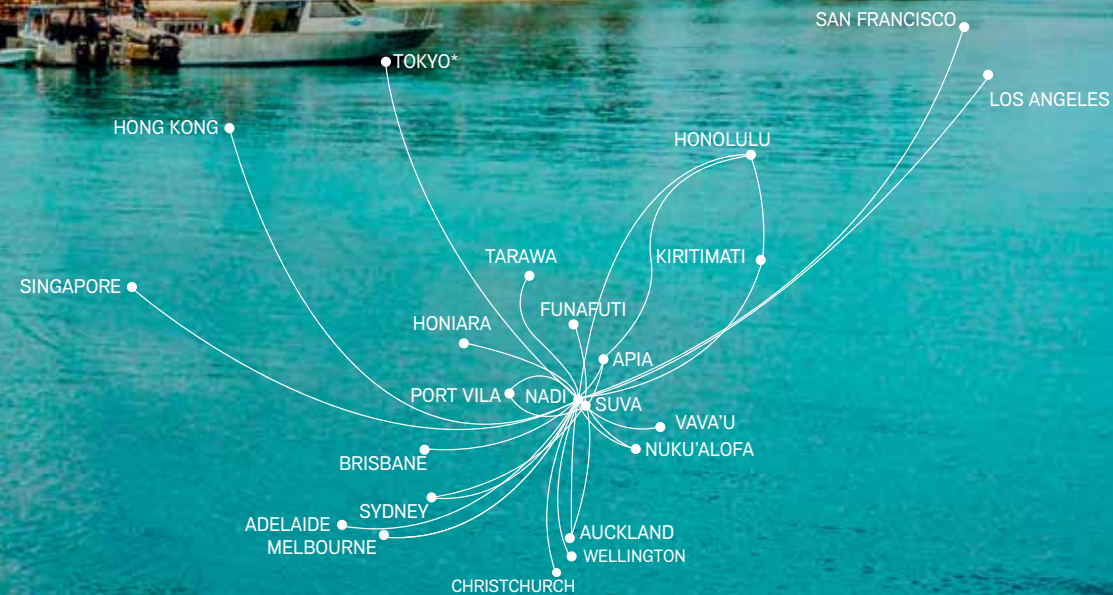 SAN FRANCISCO
TOKYO*
LOS ANGELES
HONG KONG
HONOLULU
TARAWA
KIRITIMATI
SINGAPORE
FUNAFUTI
HONIARA
APIA
PORT VILA
NADI
SUVA
VAVA'U
NUKU'ALOFA
BRISBANE
SYDNEY
ADELAIDE
MELBOURNE
AUCKLAND
WELLINGTON
CHRISTCHURCH